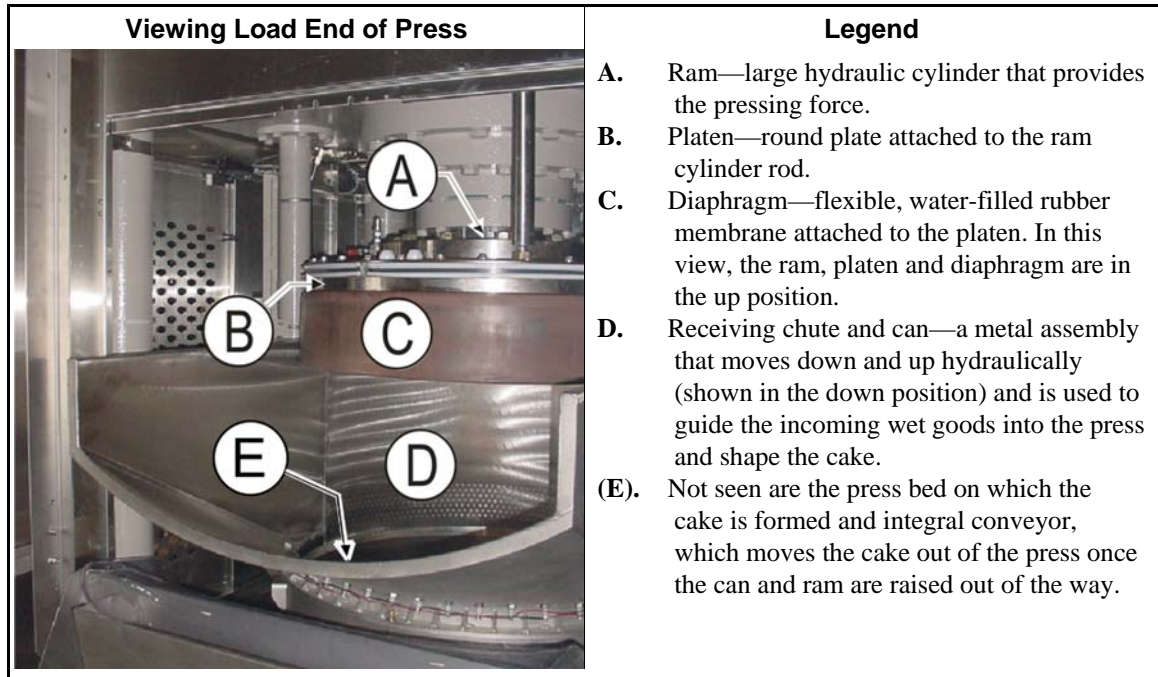 Viewing Load End of Press
Legend
A
B
C
D
E
A. Ram—large hydraulic cylinder that provides
the pressing force.
B. Platen—round plate attached to the ram
cylinder rod.
C. Diaphragm—flexible, water-filled rubber
membrane attached to the platen. In this
view, the ram, platen and diaphragm are in
the up position.
D. Receiving chute and can—a metal assembly
that moves down and up hydraulically
(shown in the down position) and is used to
guide the incoming wet goods into the press
and shape the cake.
(E). Not seen are the press bed on which the
cake is formed and integral conveyor,
which moves the cake out of the press once
the can and ram are raised out of the way.